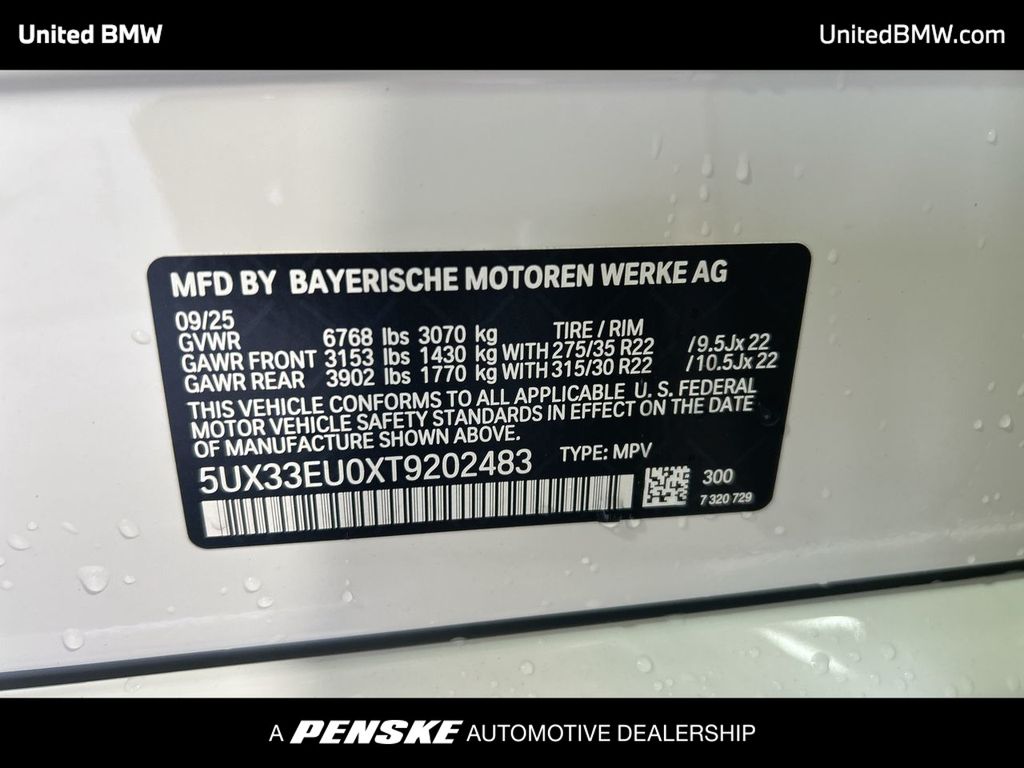 United BMW
UnitedBMW.com
MFD BY BAYERISCHE MOTOREN WERKE AG
09/25
GVWR 6768 lbs 3070 kg TIRE / RIM
GAWR FRONT 3153 lbs 1430 kg WITH 275/35 R22 /9.5Jx22
GAWR REAR 3902 lbs 1770 kg WITH 315/30 R22 /10.5Jx22
THIS VEHICLE CONFORMS TO ALL APPLICABLE U. S. FEDERAL
MOTOR VEHICLE SAFETY STANDARDS IN EFFECT ON THE DATE
OF MANUFACTURE SHOWN ABOVE.
5UX33EU0XT9202483 TYPE: MPV
300
7 320 729
A PENSKE AUTOMOTIVE DEALERSHIP